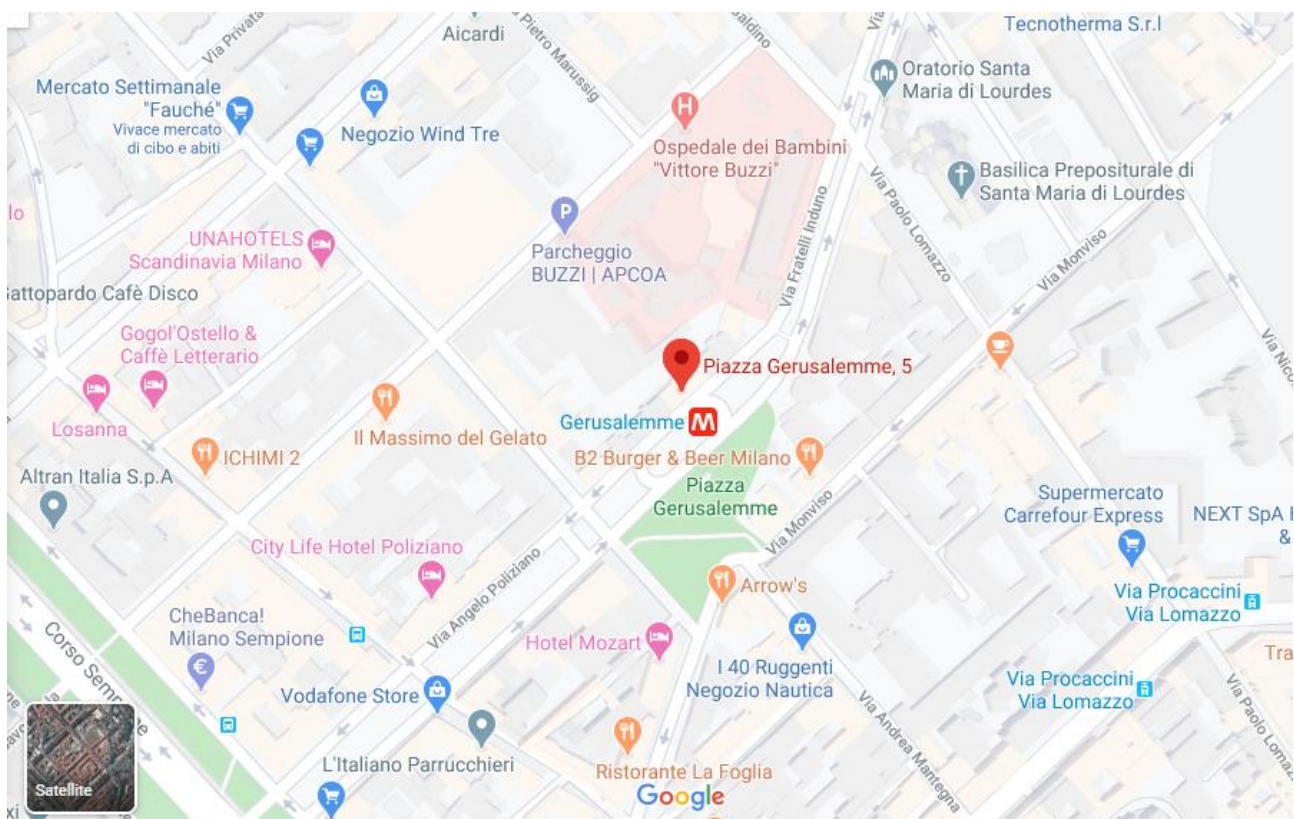 Tecnotherma S.r.l
Aicardi
Via Privata
Pietro Marussig
Via
Oratorio Santa
Maria di Lourdes
Mercato Settimanale
"Fauché"
Vivace mercato
di cibo e abiti
Negozio Wind Tre
Ospedale dei Bambini
"Vittore Buzzi"
Basilica Prepositurale di
Santa Maria di Lourdes
Via Paolo Lomazzo
Via Monviso
Via Fratelli Induno
UNAHOTELS
Scandinavia Milano
P
Parcheggio
BUZZI | APCOA
H
Gogol'Ostello &
Caffè Letterario
Piazza Gerusalemme, 5
Losanna
Il Massimo del Gelato
Gerusalemme M
ICHIMI 2
B2 Burger & Beer Milano
Altran Italia S.p.A
Piazza
Gerusalemme
Supermercato
Carrefour Express
NEXT SpA
&
Via Monviso
City Life Hotel Poliziano
Arrow's
Via Procaccini
Via Lomazzo
Via Angelo Poliziano
CheBanca!
Milano Sempione
€
Hotel Mozart
I 40 Ruggenti
Negozio Nautica
Via Procaccini
Via Lomazzo
Corso Sempione
Vodafone Store
Via Andrea Mantegna
Via Paolo Lomazzo
L'Italiano Parrucchieri
Ristorante La Foglia
Satellite
Google